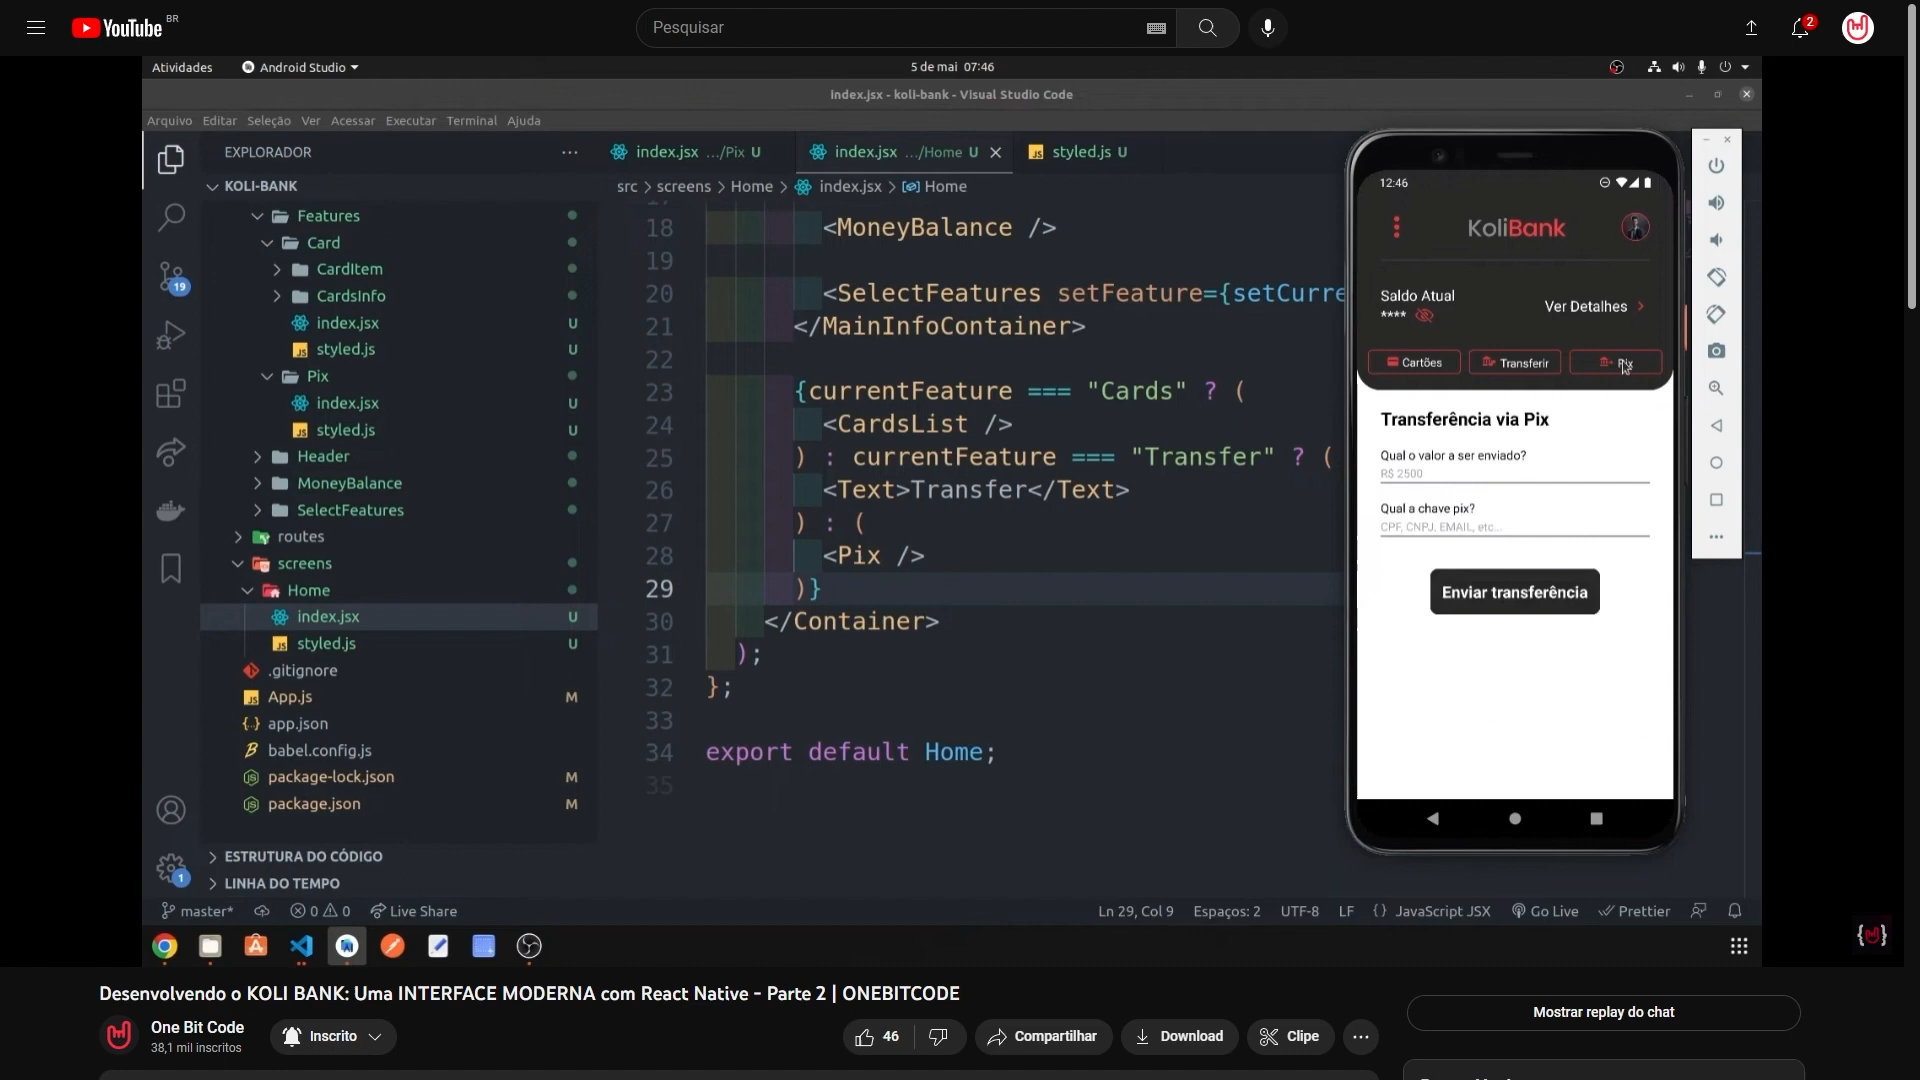 YouTube BR
Pesquisar
2
Atividades
Android Studio
5 de mai 07:46
index.jsx - koli-bank - Visual Studio Code
Arquivo Editar Seleção Ver Acessar Executar Terminal Ajuda
EXPLORADOR
index.jsx .../Pix U
index.jsx .../Home U
styled.js U
KOLI-BANK
src > screens > Home > index.jsx > Home
Features
Card
CardItem
CardsInfo
index.jsx U
styled.js U
Pix
index.jsx U
styled.js U
Header
MoneyBalance
SelectFeatures
routes
screens
Home
index.jsx U
styled.js U
.gitignore
App.js M
app.json
babel.config.js
package-lock.json M
package.json M
ESTRUTURA DO CÓDIGO
LINHA DO TEMPO
19
1
18 <MoneyBalance />
19
20 <SelectFeatures setFeature={setCurre
21 </MainInfoContainer>
22
23 {currentFeature === "Cards" ? (
24 <CardsList />
25 ) : currentFeature === "Transfer" ? (
26 <Text>Transfer</Text>
27 ) : (
28 <Pix />
29 )}
30 </Container>
31 );
32 };
33
34 export default Home;
35
12:46
KoliBank
Saldo Atual
****
Ver Detalhes
Cartões
Transferir
Pix
Transferência via Pix
Qual o valor a ser enviado?
R$ 2500
Qual a chave pix?
CPF, CNPJ, EMAIL, etc...
Enviar transferência
master* 0 0 Live Share
Ln 29, Col 9 Espaços: 2 UTF-8 LF {} JavaScript JSX Go Live Prettier
Desenvolvendo o KOLI BANK: Uma INTERFACE MODERNA com React Native - Parte 2 | ONEBITCODE
One Bit Code
38,1 mil inscritos
Inscrito
46
Compartilhar
Download
Clipe
Mostrar replay do chat